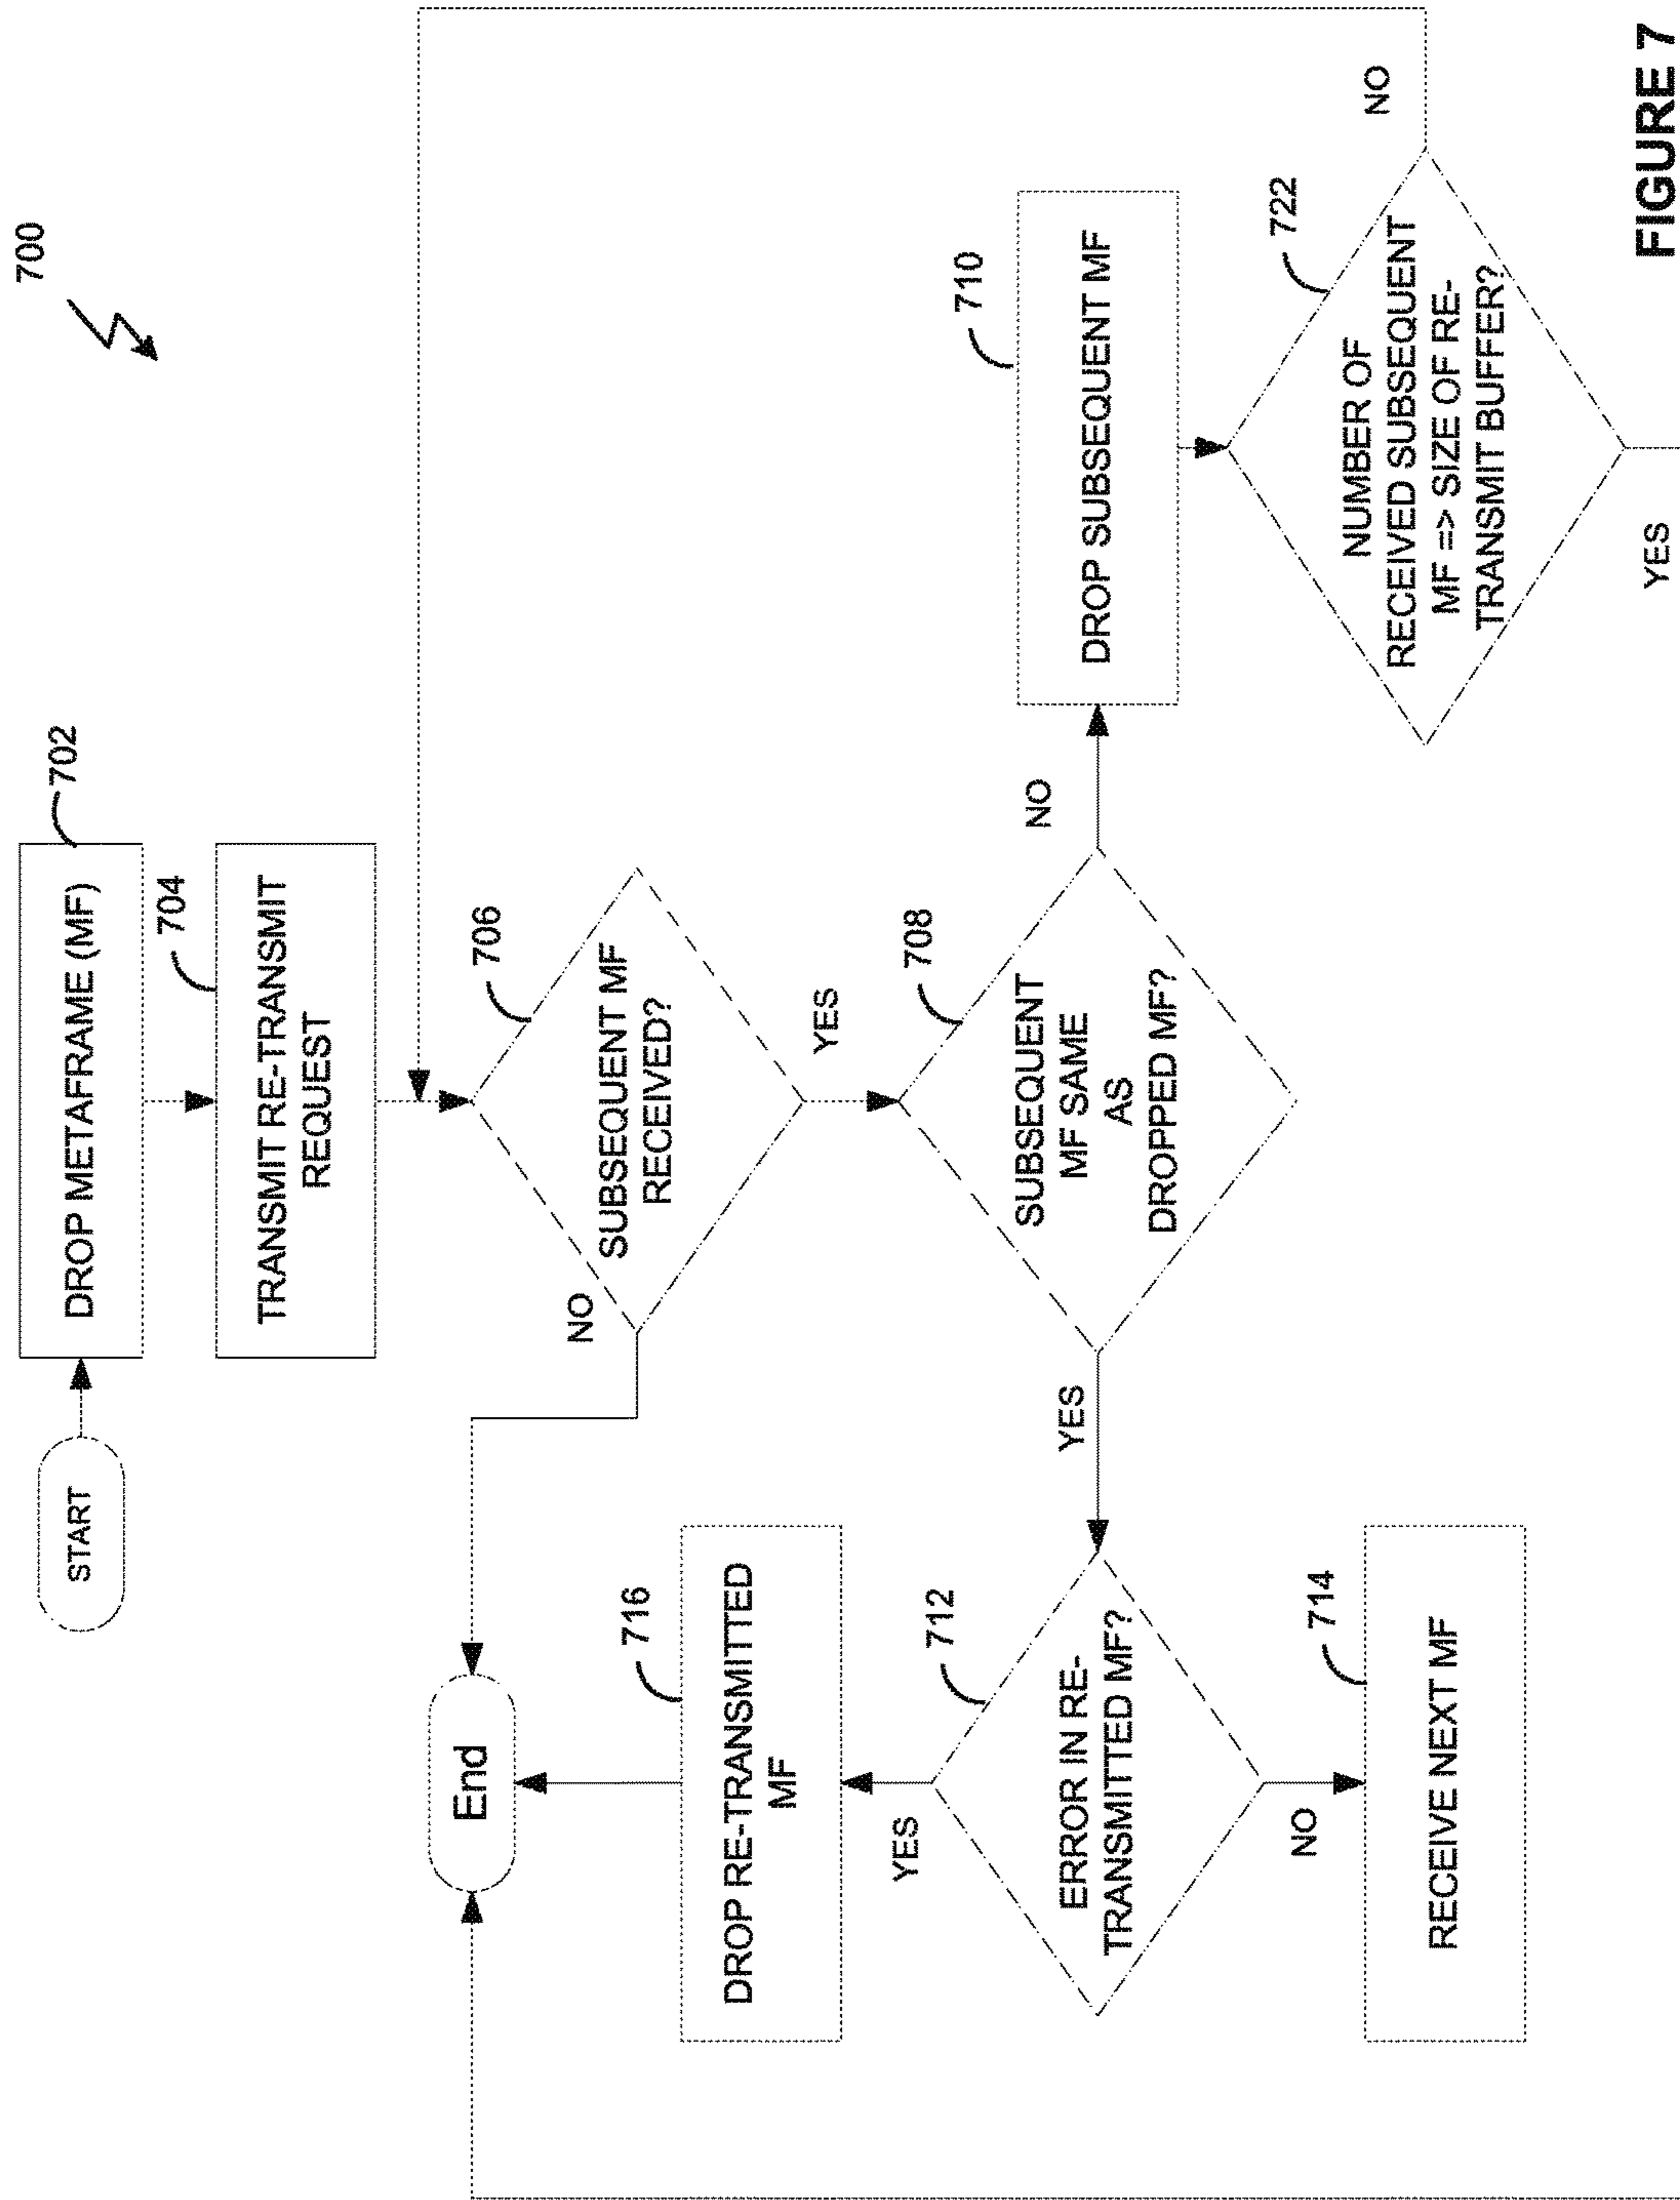 700
START
DROP METAFRAME (MF)
702
704
TRANSMIT RE-TRANSMIT
REQUEST
706
SUBSEQUENT MF
RECEIVED?
NO
YES
End
708
SUBSEQUENT
MF SAME
AS
DROPPED MF?
YES
NO
716
DROP RE-TRANSMITTED
MF
YES
712
ERROR IN RE-
TRANSMITTED MF?
NO
714
RECEIVE NEXT MF
710
DROP SUBSEQUENT MF
722
NUMBER OF
RECEIVED SUBSEQUENT
MF => SIZE OF RE-
TRANSMIT BUFFER?
NO
YES
FIGURE 7